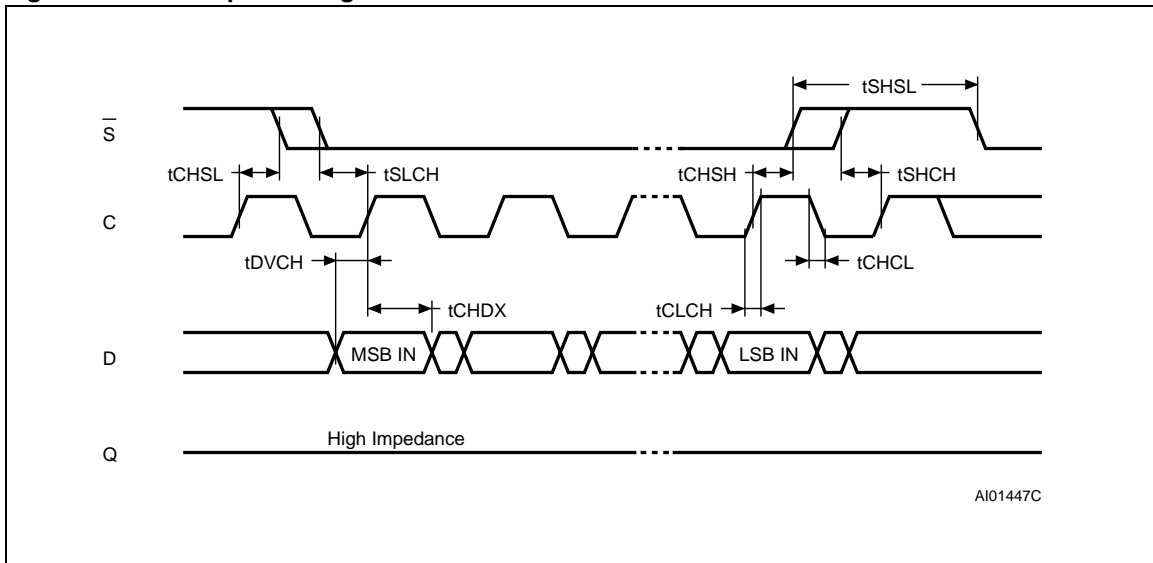 tSHSL
S̅
tCHSL
tSLCH
tCHSH
tSHCH
C
tDVCH
tCHCL
tCHDX
tCLCH
D
MSB IN
LSB IN
High Impedance
Q
AI01447C